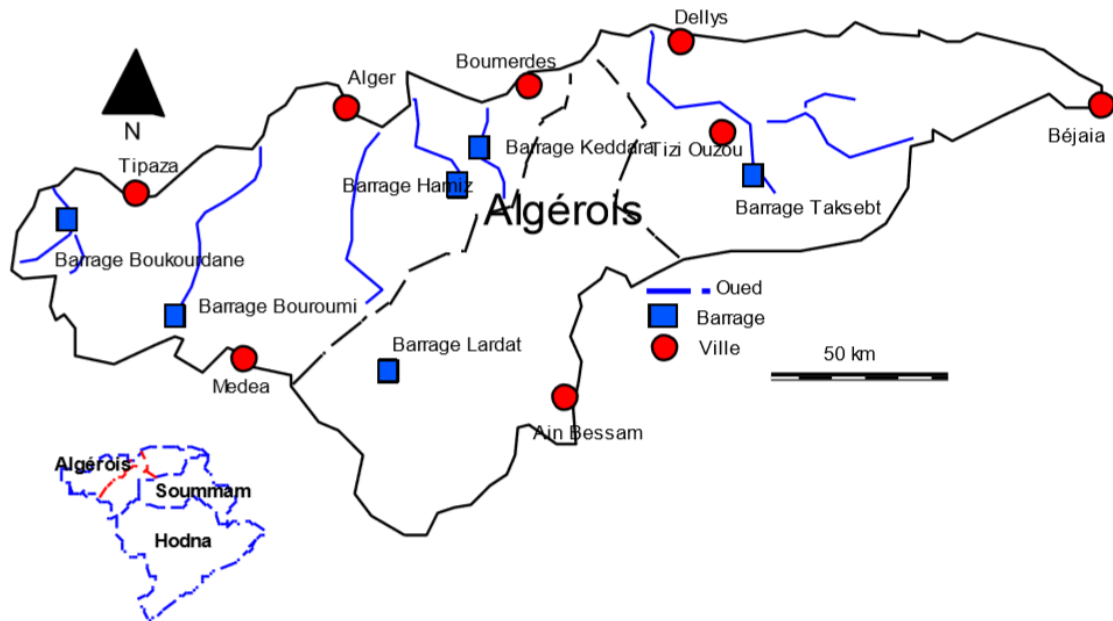 Dellys
Boumerdes
Alger
N
Béjaia
Barrage Keddara
Tizi Ouzou
Tipaza
Barrage Hamiz
Algérois
Barrage Taksebt
Barrage Boukourdane
Oued
Barrage Bouroumi
Barrage
Barrage Lardat
Ville
50 km
Medea
Ain Bessam
Algérois
Soummam
Hodna